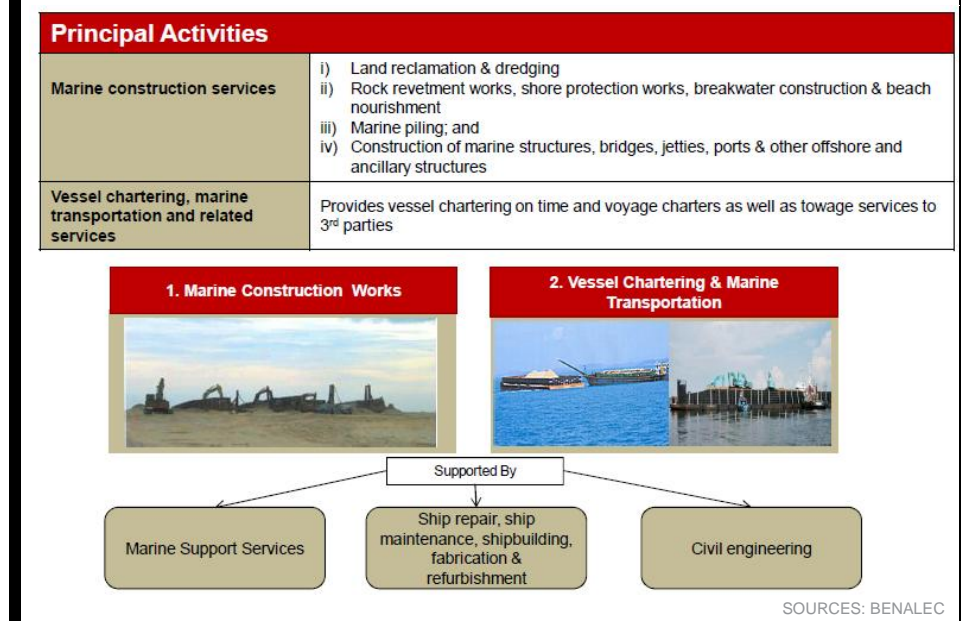 Principal Activities
Marine construction services
i) Land reclamation & dredging
ii) Rock revetment works, shore protection works, breakwater construction & beach
nourishment
iii) Marine piling; and
iv) Construction of marine structures, bridges, jetties, ports & other offshore and
ancillary structures
Vessel chartering, marine
transportation and related
services
Provides vessel chartering on time and voyage charters as well as towage services to
3rd parties
1. Marine Construction Works
2. Vessel Chartering & Marine
Transportation
Supported By
Marine Support Services
Ship repair, ship
maintenance, shipbuilding,
fabrication &
refurbishment
Civil engineering
SOURCES: BENALEC